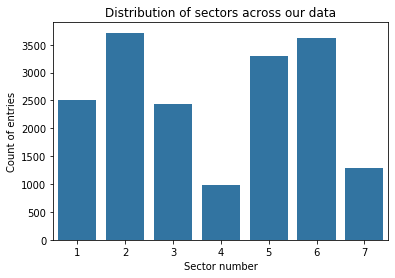 Distribution of sectors across our data
Count of entries
3500
3000
2500
2000
1500
1000
500
0
1 2 3 4 5 6 7
Sector number